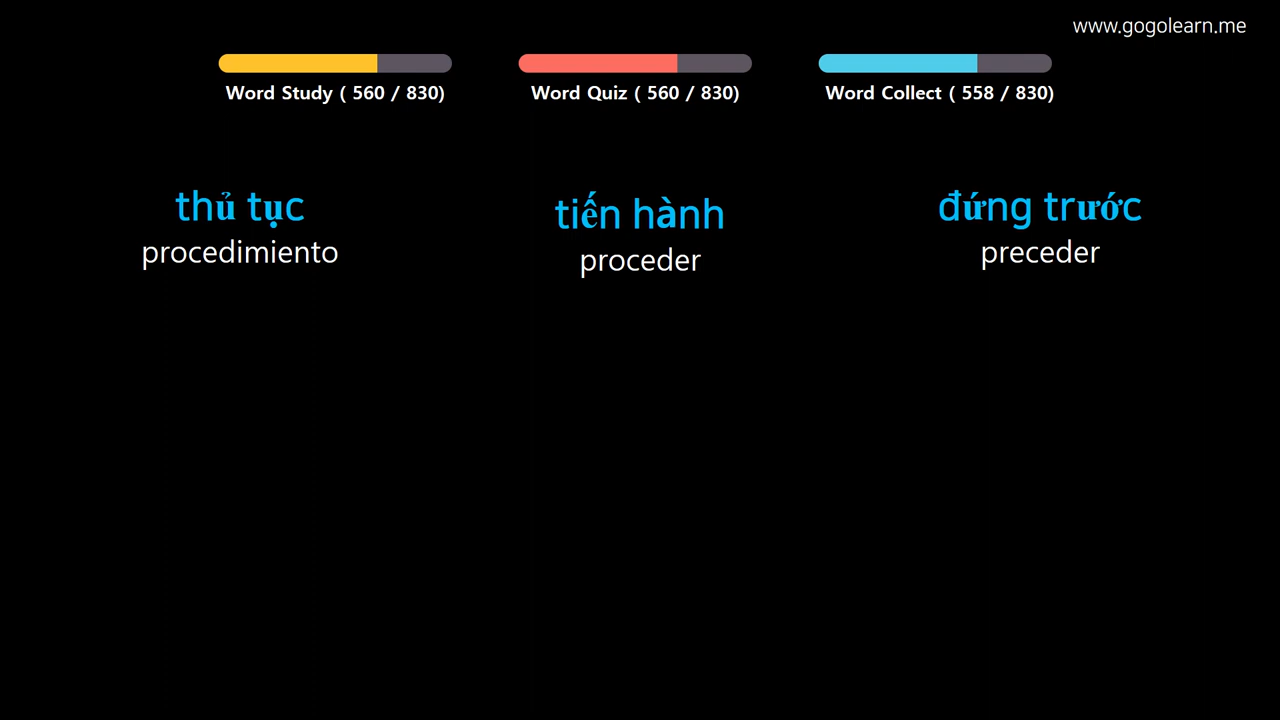 www.gogolearn.me
Word Study ( 560 / 830)
Word Quiz ( 560 / 830)
Word Collect ( 558 / 830)
thủ tục
procedimiento
tiến hành
proceder
đứng trước
preceder